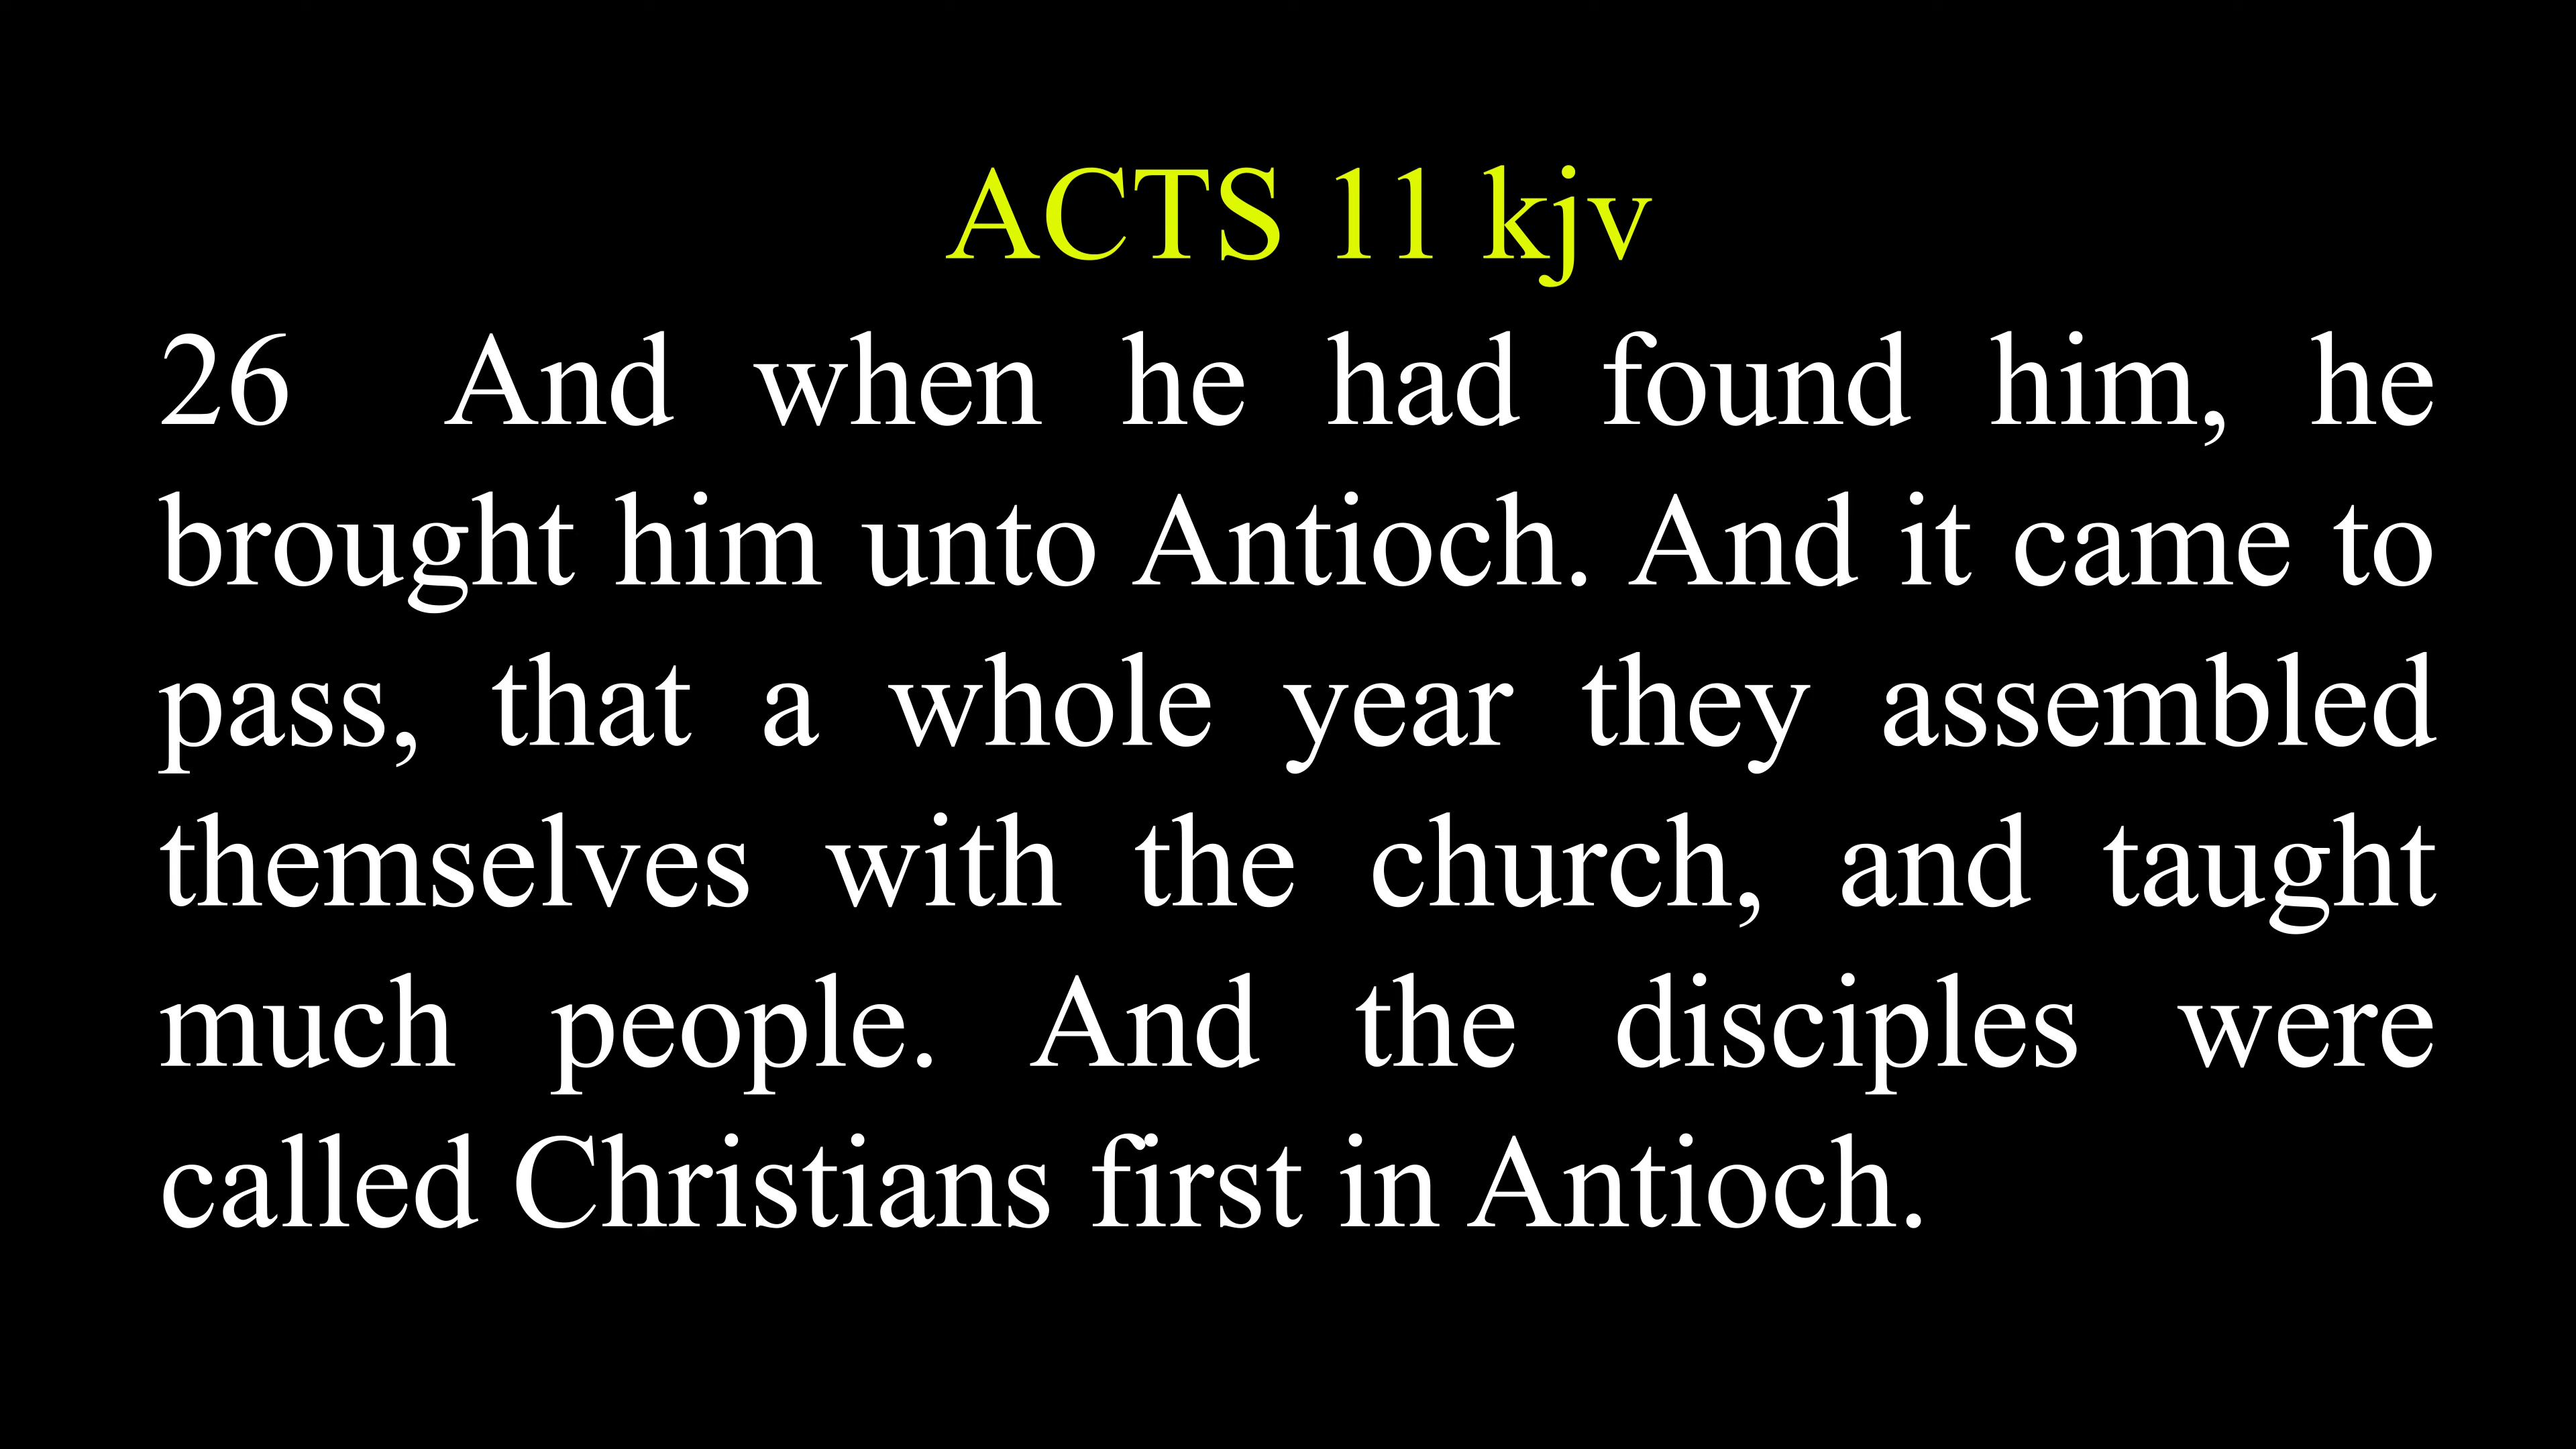 ACTS 11 kjv
26 And when he had found him, he
brought him unto Antioch. And it came to
pass, that a whole year they assembled
themselves with the church, and taught
much people. And the disciples were
called Christians first in Antioch.